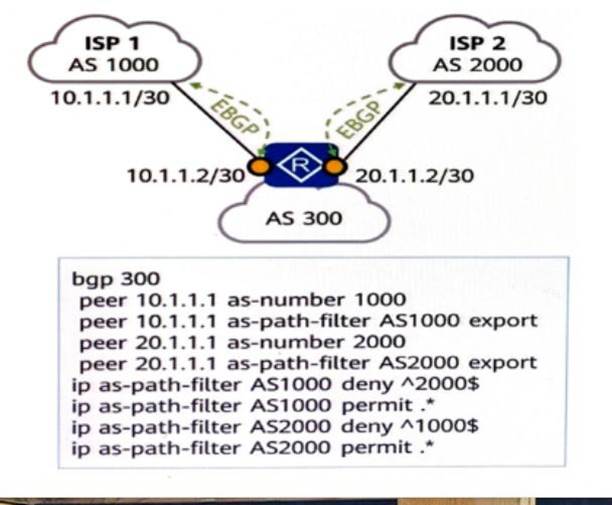 ISP 1
AS 1000
ISP 2
AS 2000
10.1.1.1/30
20.1.1.1/30
EBGP
EBGP
R
10.1.1.2/30
20.1.1.2/30
AS 300
bgp 300
peer 10.1.1.1 as-number 1000
peer 10.1.1.1 as-path-filter AS1000 export
peer 20.1.1.1 as-number 2000
peer 20.1.1.1 as-path-filter AS2000 export
ip as-path-filter AS1000 deny ^2000$
ip as-path-filter AS1000 permit .*
ip as-path-filter AS2000 deny ^1000$
ip as-path-filter AS2000 permit .*